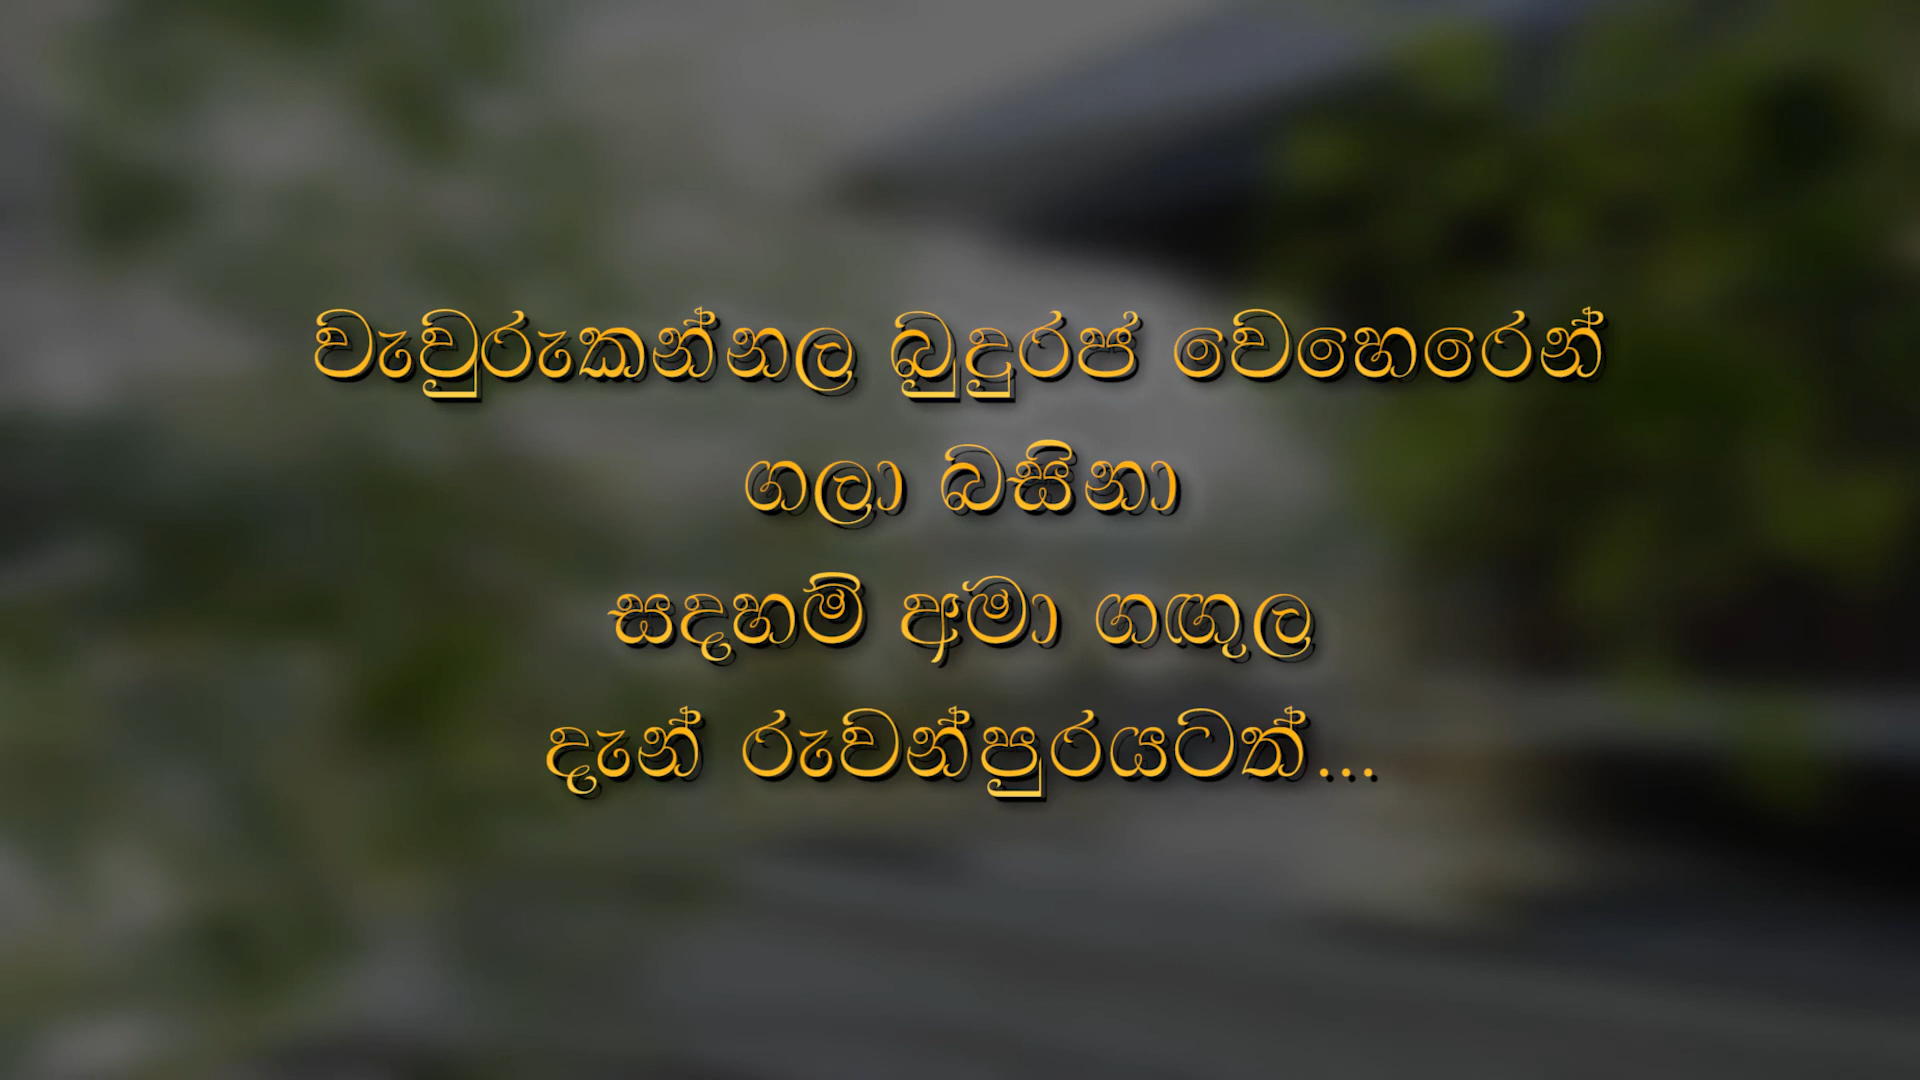 වැවුරුකන්නල බුදුරජ වෙහෙරෙන්
ගලා බසිනා
සදහම් අමා ගඟුල
දැන් රුවන්පුරයටත්...